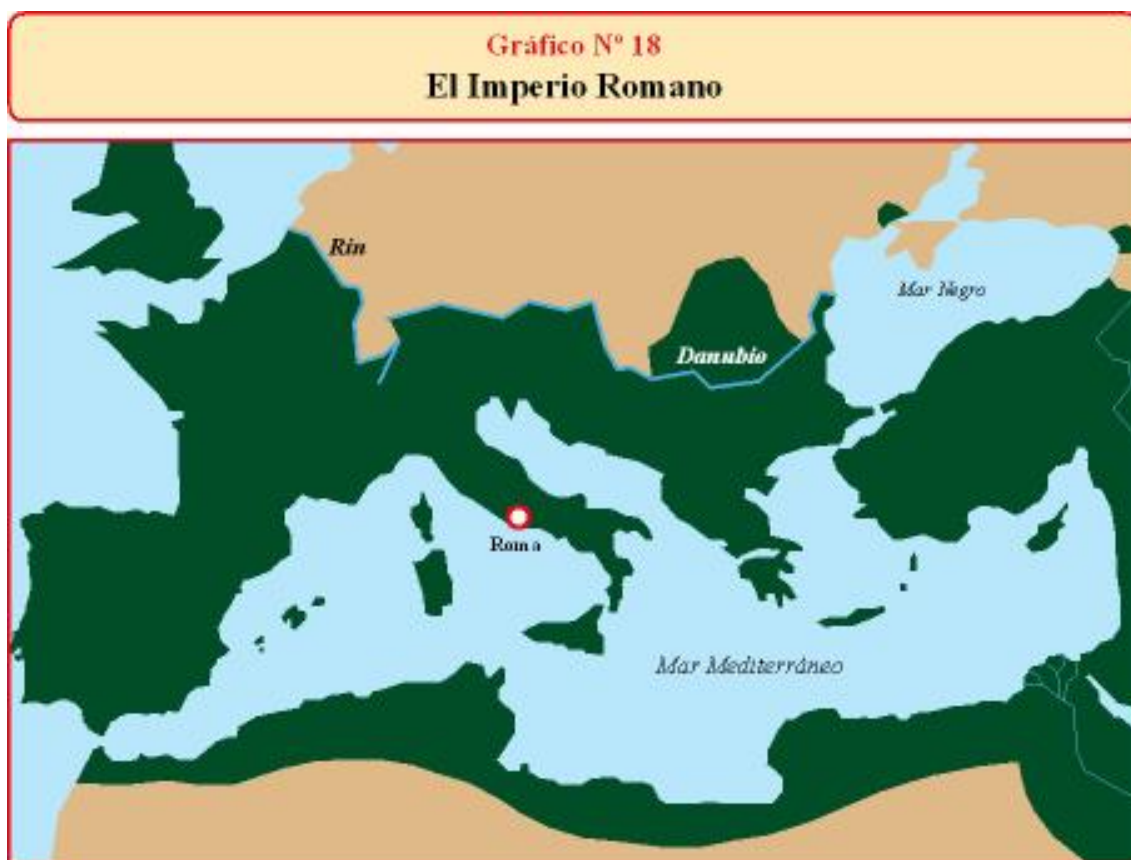 Gráfico Nº 18
El Imperio Romano
Rin
Mar Negro
Danubio
Roma
Mar Mediterráneo